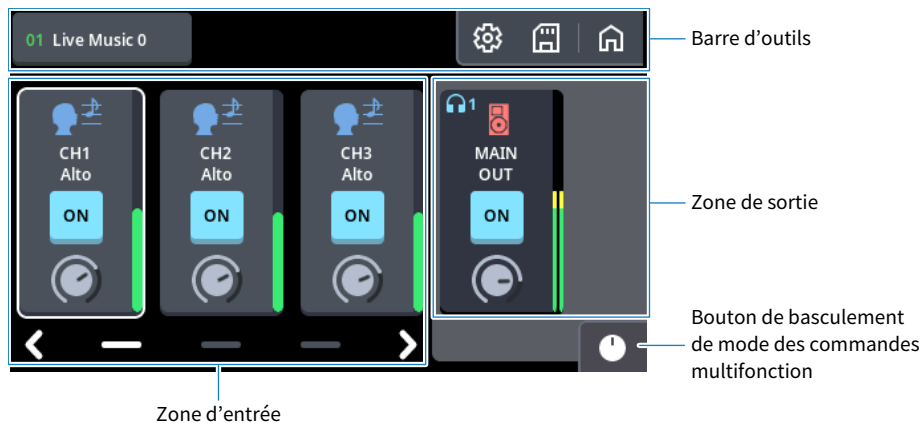 01 Live Music 0
Barre d'outils
1
CH1
Alto
ON
CH2
Alto
ON
CH3
Alto
ON
MAIN
OUT
ON
Zone de sortie
Bouton de basculement
de mode des commandes
multifonction
Zone d'entrée